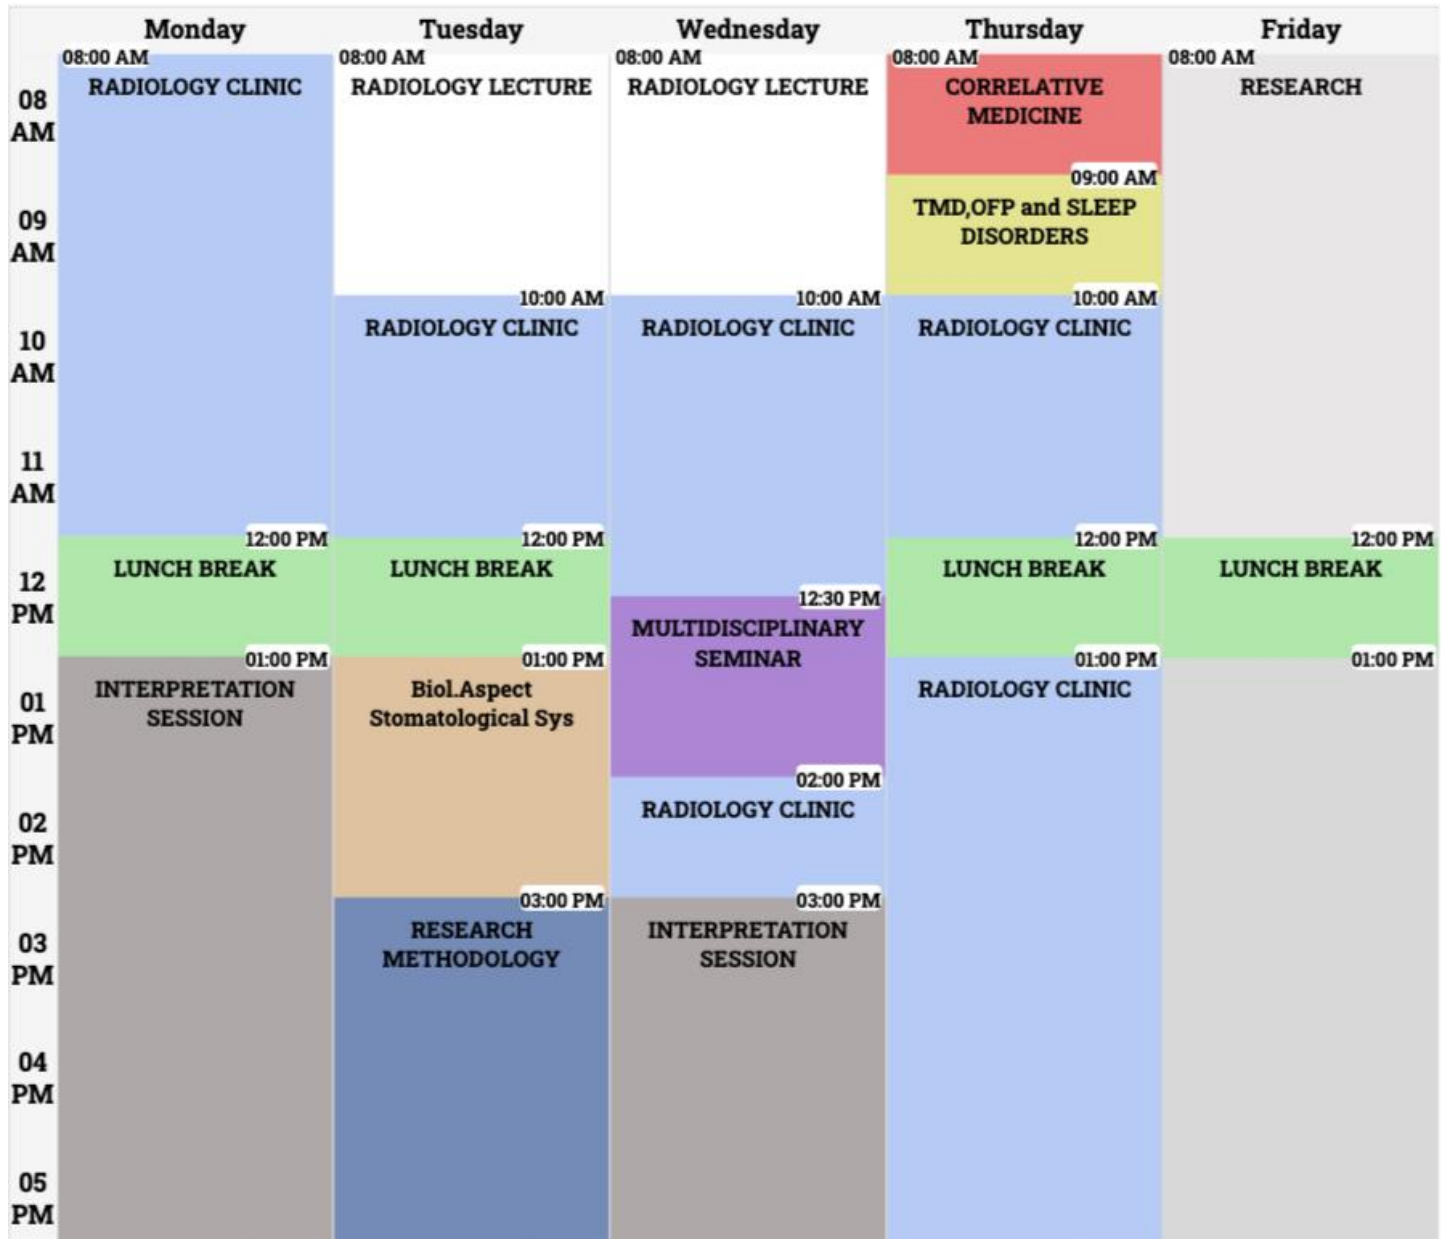 Monday
Tuesday
Wednesday
Thursday
Friday
08
AM
09
AM
10
AM
11
AM
12
PM
01
PM
02
PM
03
PM
04
PM
05
PM
08:00 AM
RADIOLOGY CLINIC
12:00 PM
LUNCH BREAK
01:00 PM
INTERPRETATION
SESSION
08:00 AM
RADIOLOGY LECTURE
10:00 AM
RADIOLOGY CLINIC
12:00 PM
LUNCH BREAK
01:00 PM
Biol.Aspect
Stomatological Sys
03:00 PM
RESEARCH
METHODOLOGY
08:00 AM
RADIOLOGY LECTURE
10:00 AM
RADIOLOGY CLINIC
12:30 PM
MULTIDISCIPLINARY
SEMINAR
02:00 PM
RADIOLOGY CLINIC
03:00 PM
INTERPRETATION
SESSION
08:00 AM
CORRELATIVE
MEDICINE
09:00 AM
TMD,OFP and SLEEP
DISORDERS
10:00 AM
RADIOLOGY CLINIC
12:00 PM
LUNCH BREAK
01:00 PM
RADIOLOGY CLINIC
08:00 AM
RESEARCH
12:00 PM
LUNCH BREAK
01:00 PM